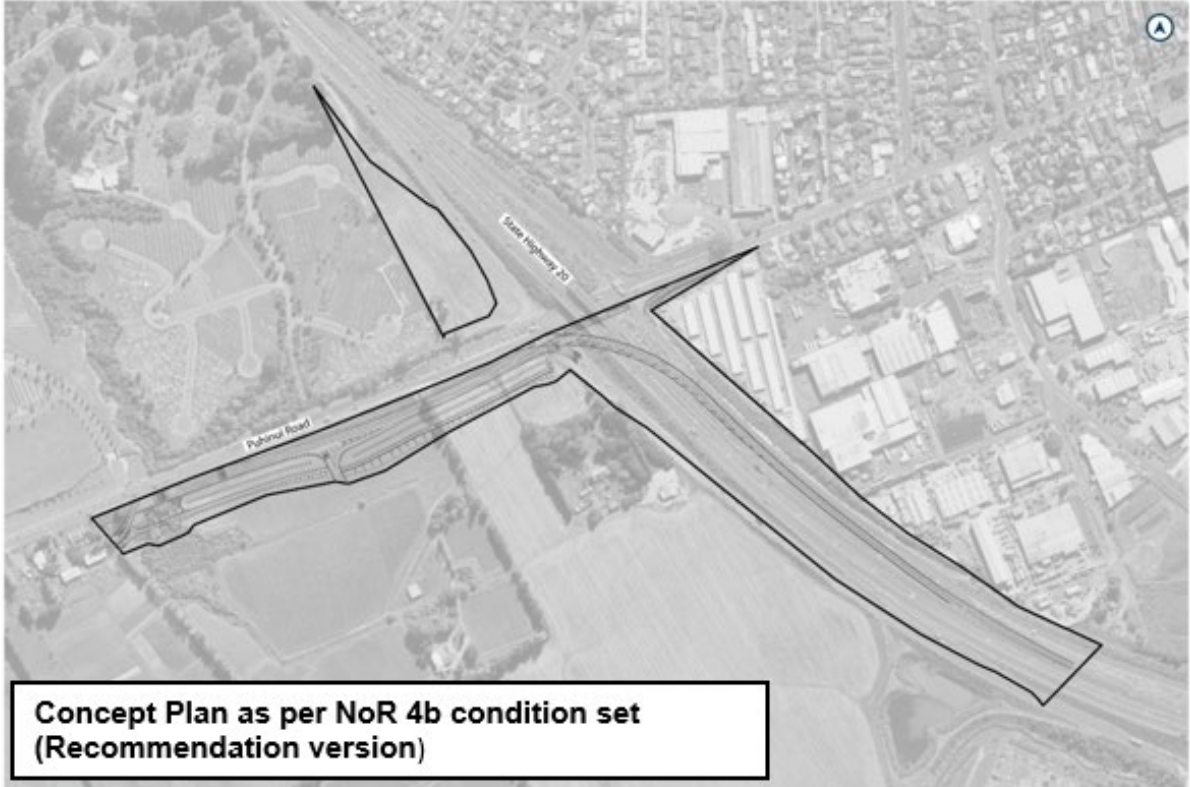 State Highway 20
Puhinui Road
Concept Plan as per NoR 4b condition set
(Recommendation version)